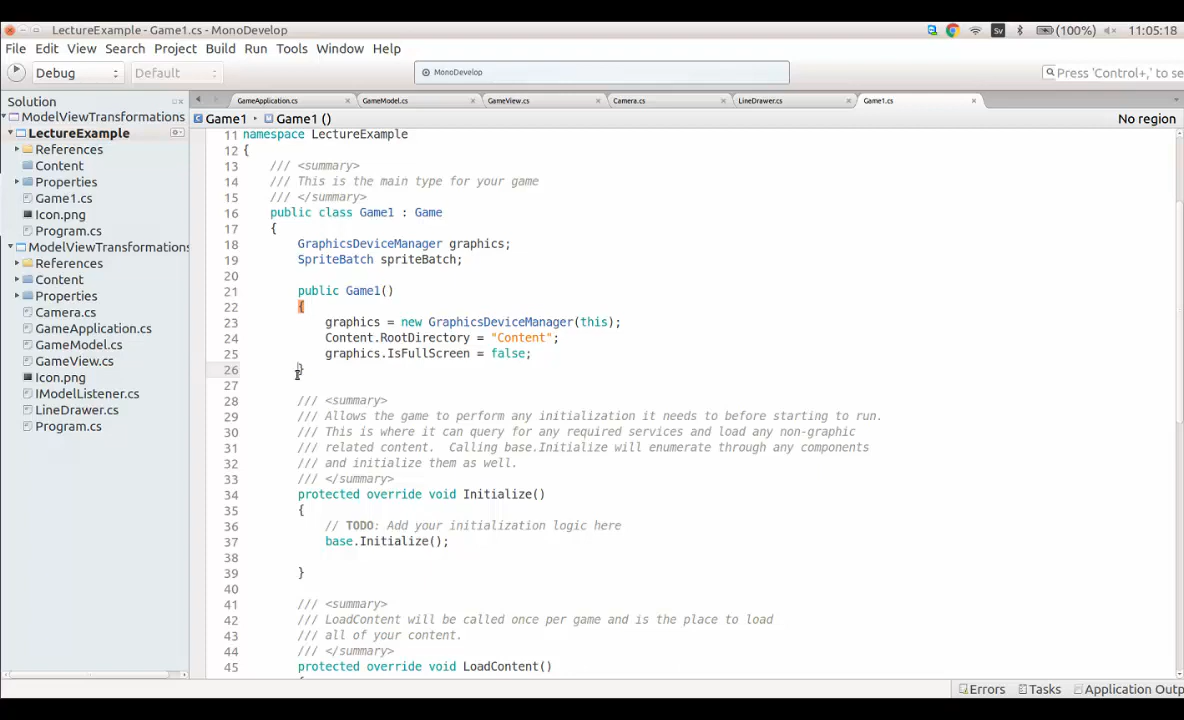 LectureExample - Game1.cs - MonoDevelop
Sv
(100%)
11:05:18
File Edit View Search Project Build Run Tools Window Help
Debug
Default
MonoDevelop
Press 'Control+,' to se
Solution
ModelViewTransformations
LectureExample
References
Content
Properties
Game1.cs
Icon.png
Program.cs
ModelViewTransformations
References
Content
Properties
Camera.cs
GameApplication.cs
GameModel.cs
GameView.cs
Icon.png
IModelListener.cs
LineDrawer.cs
Program.cs
GameApplication.cs
GameModel.cs
GameView.cs
Camera.cs
LineDrawer.cs
Game1.cs
Game1 Game1 () No region
11 namespace LectureExample
12 {
13 /// <summary>
14 /// This is the main type for your game
15 /// </summary>
16 public class Game1 : Game
17 {
18 GraphicsDeviceManager graphics;
19 SpriteBatch spriteBatch;
20
21 public Game1()
22 {
23 graphics = new GraphicsDeviceManager(this);
24 Content.RootDirectory = "Content";
25 graphics.IsFullScreen = false;
26 }
27
28 /// <summary>
29 /// Allows the game to perform any initialization it needs to before starting to run.
30 /// This is where it can query for any required services and load any non-graphic
31 /// related content.  Calling base.Initialize will enumerate through any components
32 /// and initialize them as well.
33 /// </summary>
34 protected override void Initialize()
35 {
36 // TODO: Add your initialization logic here
37 base.Initialize();
38
39 }
40
41 /// <summary>
42 /// LoadContent will be called once per game and is the place to load
43 /// all of your content.
44 /// </summary>
45 protected override void LoadContent()
Errors Tasks Application Outp